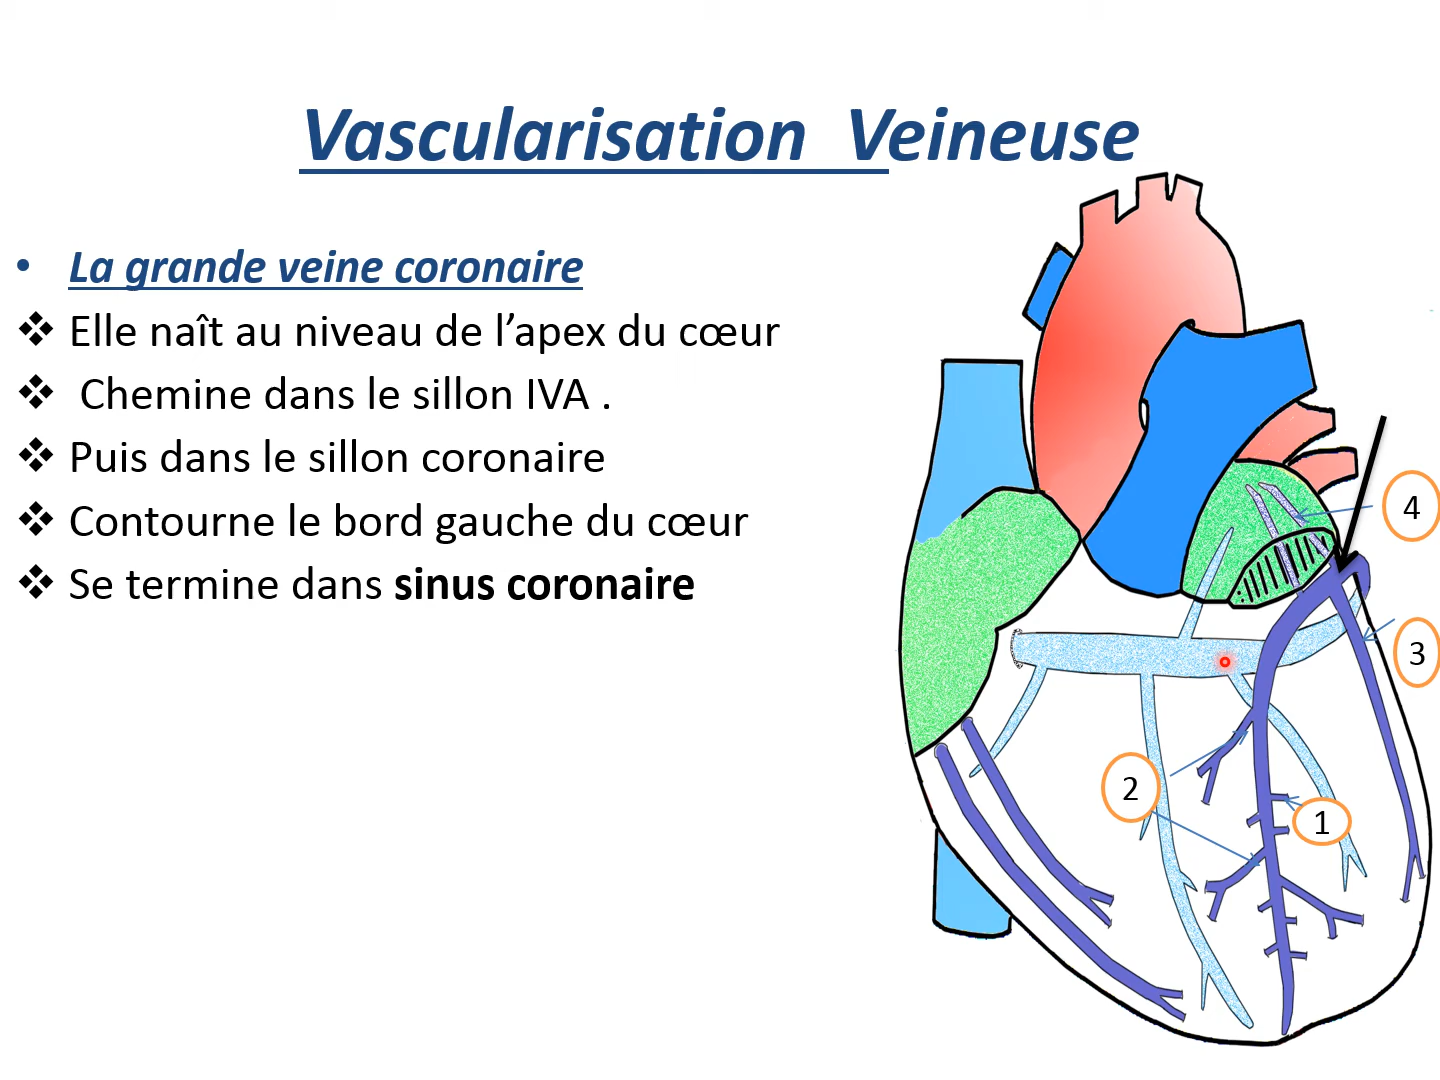 Vascularisation Veineuse
• La grande veine coronaire
❖ Elle naît au niveau de l’apex du cœur
❖ Chemine dans le sillon IVA .
❖ Puis dans le sillon coronaire
❖ Contourne le bord gauche du cœur
❖ Se termine dans sinus coronaire
4
3
2
1